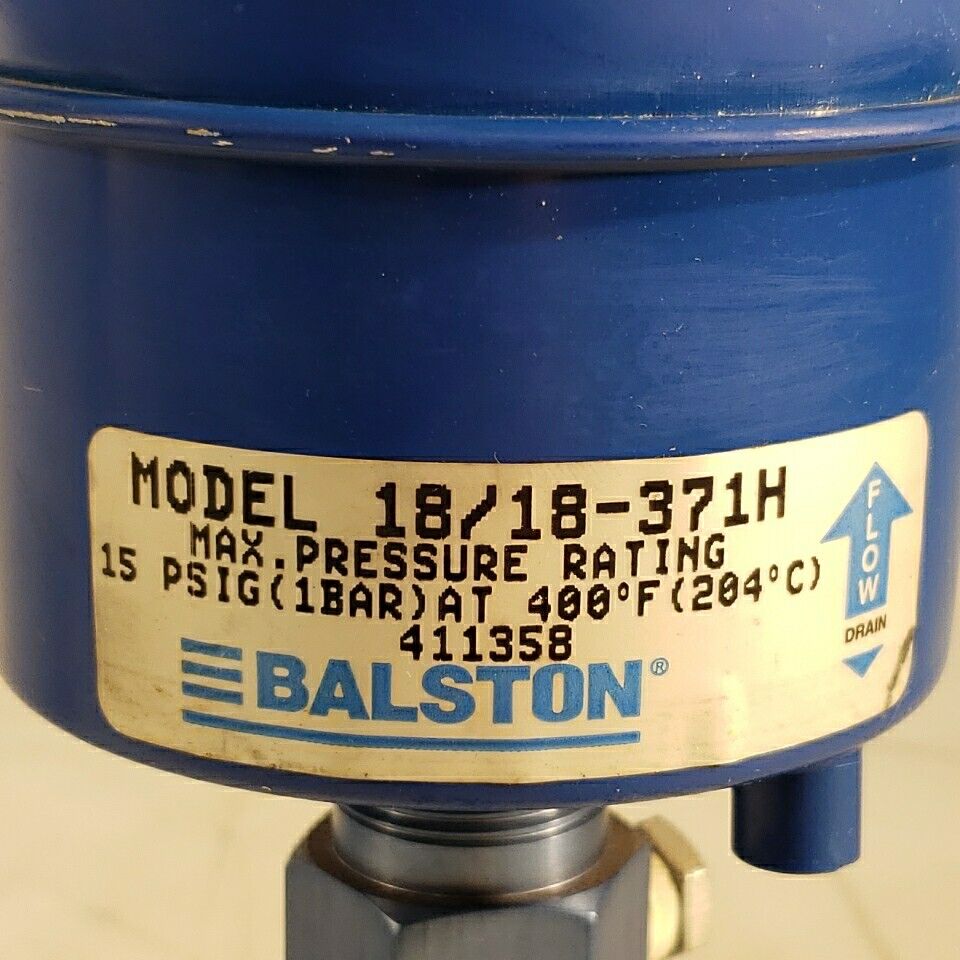 MODEL 18/18-371H
MAX.PRESSURE RATING
15 PSIG(1BAR)AT 400°F(204°C)
411358
BALSTON®
FLOW
DRAIN